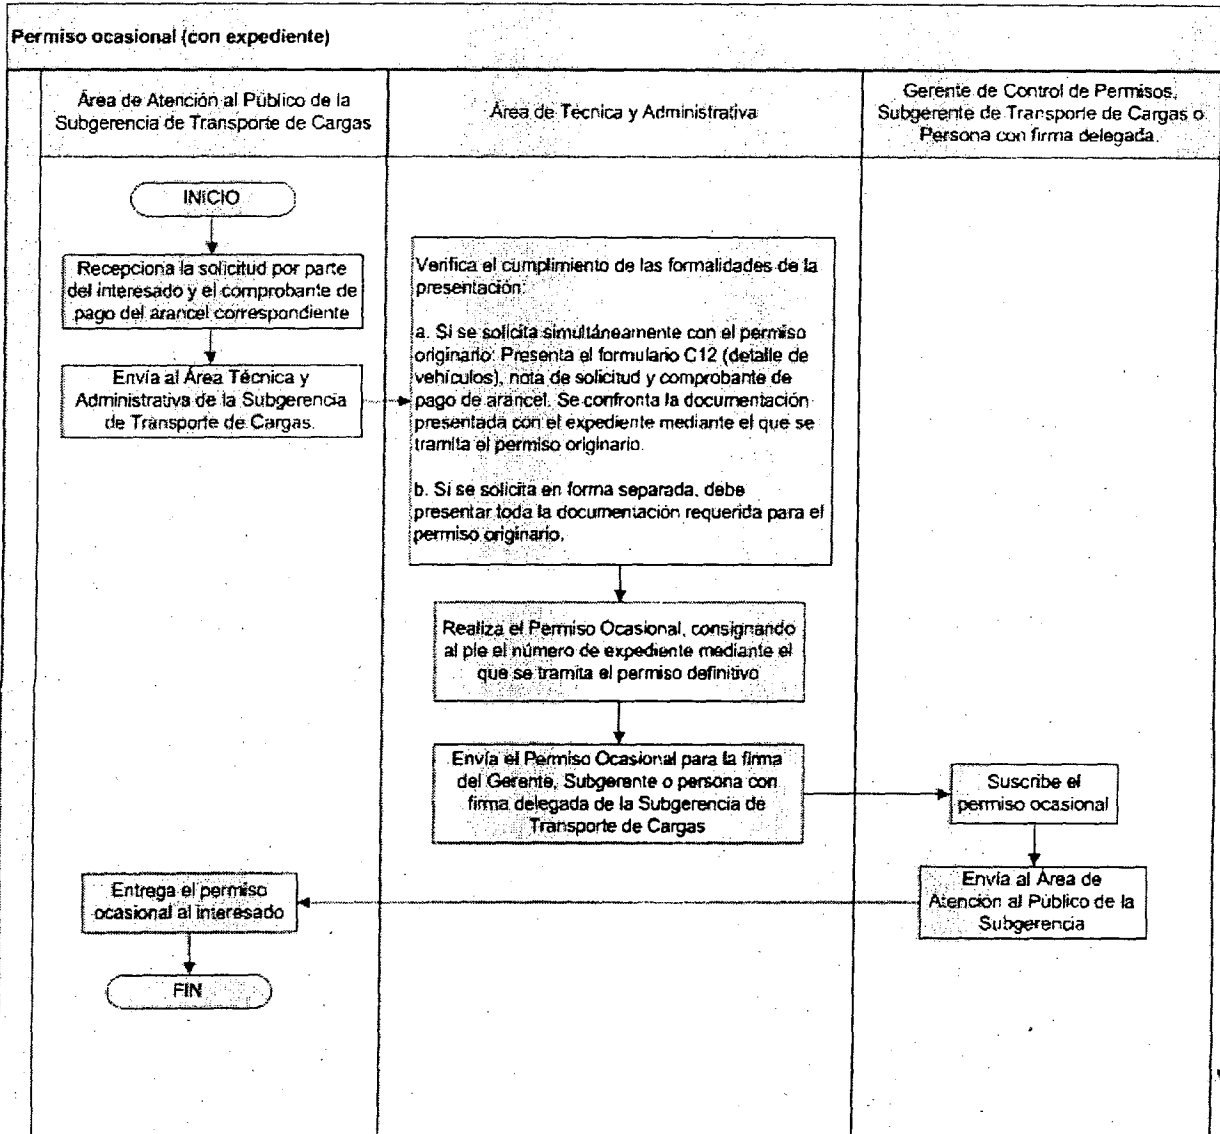 Permiso ocasional (con expediente)
Área de Atención al Público de la
Subgerencia de Transporte de Cargas
Área de Técnica y Administrativa
Gerente de Control de Permisos,
Subgerente de Transporte de Cargas o
Persona con firma delegada.
INICIO
Recepciona la solicitud por parte
del interesado y el comprobante de
pago del arancel correspondiente
Envía al Área Técnica y
Administrativa de la Subgerencia
de Transporte de Cargas.
Verifica el cumplimiento de las formalidades de la
presentación:
a. Si se solicita simultáneamente con el permiso
originario: Presenta el formulario C12 (detalle de
vehículos), nota de solicitud y comprobante de
pago de arancel. Se confronta la documentación
presentada con el expediente mediante el que se
tramita el permiso originario.
b. Si se solicita en forma separada, debe
presentar toda la documentación requerida para el
permiso originario.
Realiza el Permiso Ocasional, consignando
al pie el número de expediente mediante el
que se tramita el permiso definitivo
Envía el Permiso Ocasional para la firma
del Gerente, Subgerente o persona con
firma delegada de la Subgerencia de
Transporte de Cargas
Suscribe el
permiso ocasional
Envía al Área de
Atención al Público de la
Subgerencia
Entrega el permiso
ocasional al interesado
FIN